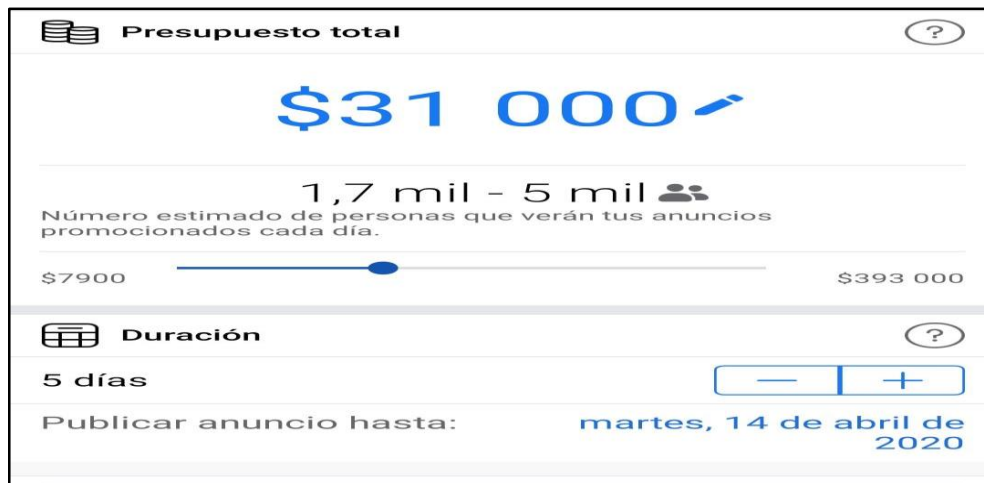 Presupuesto total
?
$31 000
1,7 mil - 5 mil
Número estimado de personas que verán tus anuncios
promocionados cada día.
$7900
$393 000
Duración
?
5 días
— +
Publicar anuncio hasta:
martes, 14 de abril de
2020